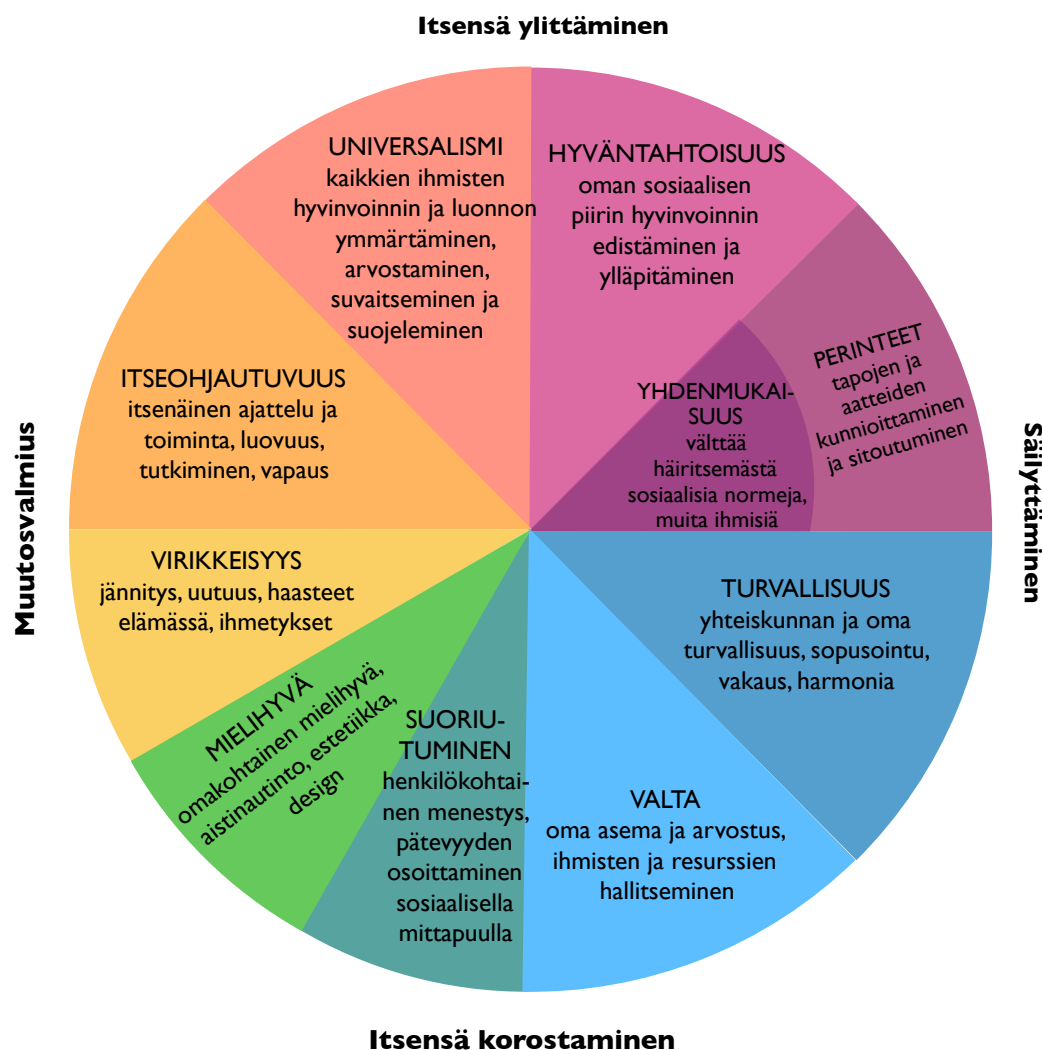 Itsensä ylittäminen
UNIVERSALISMI
kaikkien ihmisten
hyvinvoinnin ja luonnon
ymmärtäminen,
arvostaminen,
suvaitseminen ja
suojeleminen
HYVÄNTAHTOISUUS
oman sosiaalisen
piirin hyvinvoinnin
edistäminen ja
ylläpitäminen
PERINTEET
tapojen ja
aatteiden
kunnioittaminen
ja sitoutuminen
YHDENMUKAI-
SUUS
välttää
häiritsemästä
sosiaalisia normeja,
muita ihmisiä
ITSEOHJAUTUVUUS
itsenäinen ajattelu ja
toiminta, luovuus,
tutkiminen, vapaus
Muutosvalmius
Säilyttäminen
VIRIKKEISYYS
jännitys, uutuus, haasteet
elämässä, ihmetykset
TURVALLISUUS
yhteiskunnan ja oma
turvallisuus, sopusointu,
vakaus, harmonia
MIELIHYVÄ
omakohtainen mielihyvä,
aistinautinto, estetiikka,
design
SUORIU-
TUMINEN
henkilökohtai-
nen menestys,
pätevyyden
osoittaminen
sosiaalisella
mittapuulla
VALTA
oma asema ja arvostus,
ihmisten ja resurssien
hallitseminen
Itsensä korostaminen